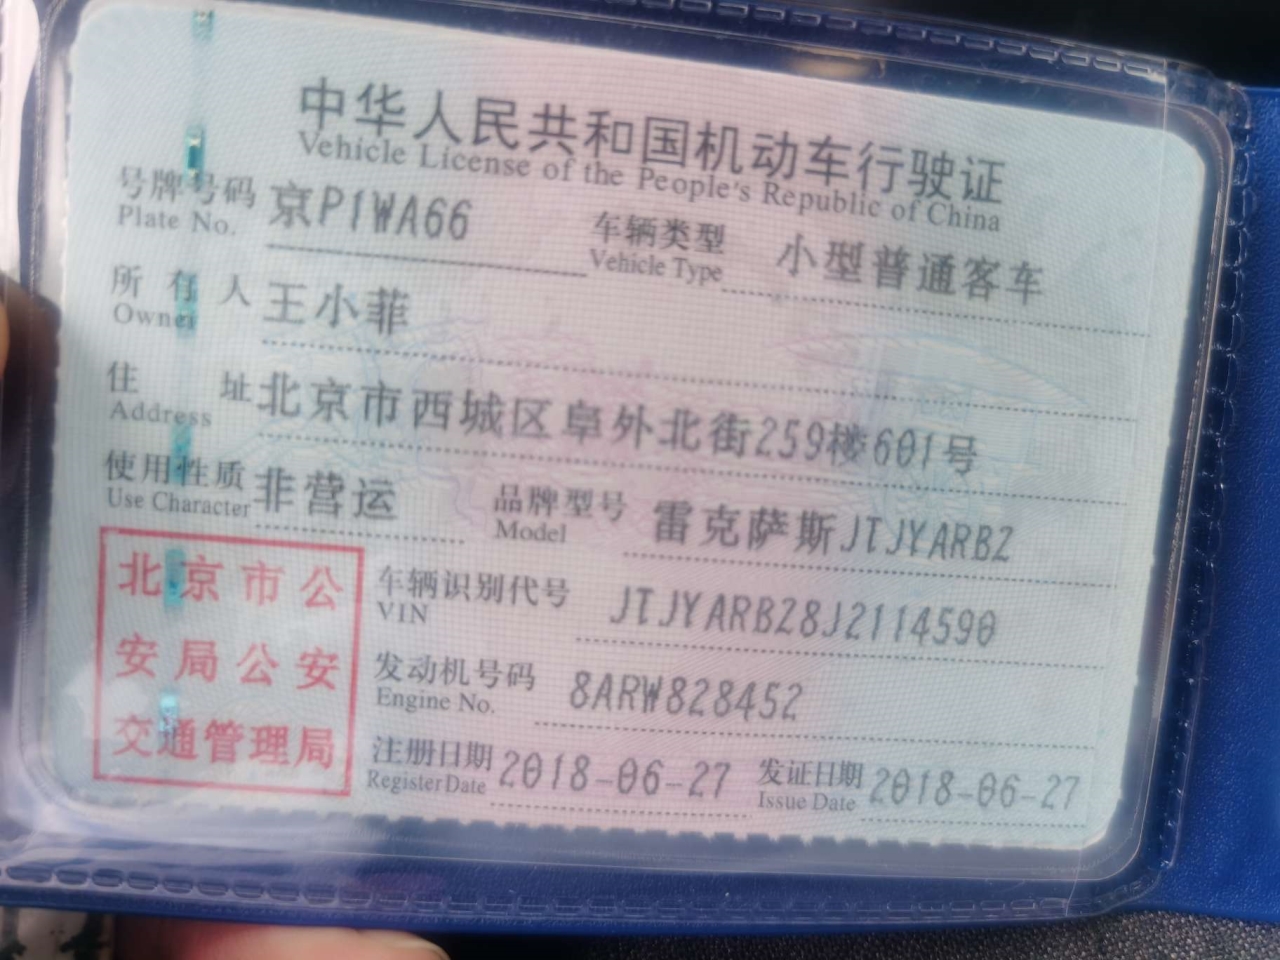 中华人民共和国机动车行驶证
Vehicle License of the People's Republic of China
号牌号码 京P1WA66 车辆类型 小型普通客车
Plate No. Vehicle Type
所有人 王小菲
Owner
住址 北京市西城区阜外北街259楼601号
Address
使用性质 非营运 品牌型号 雷克萨斯JTJYARBZ
Use Character Model
北京市公
安局公安
交通管理局
车辆识别代号 JTJYARBZ8J2114590
VIN
发动机号码 8ARW828452
Engine No.
注册日期 2018-06-27 发证日期 2018-06-27
Register Date Issue Date